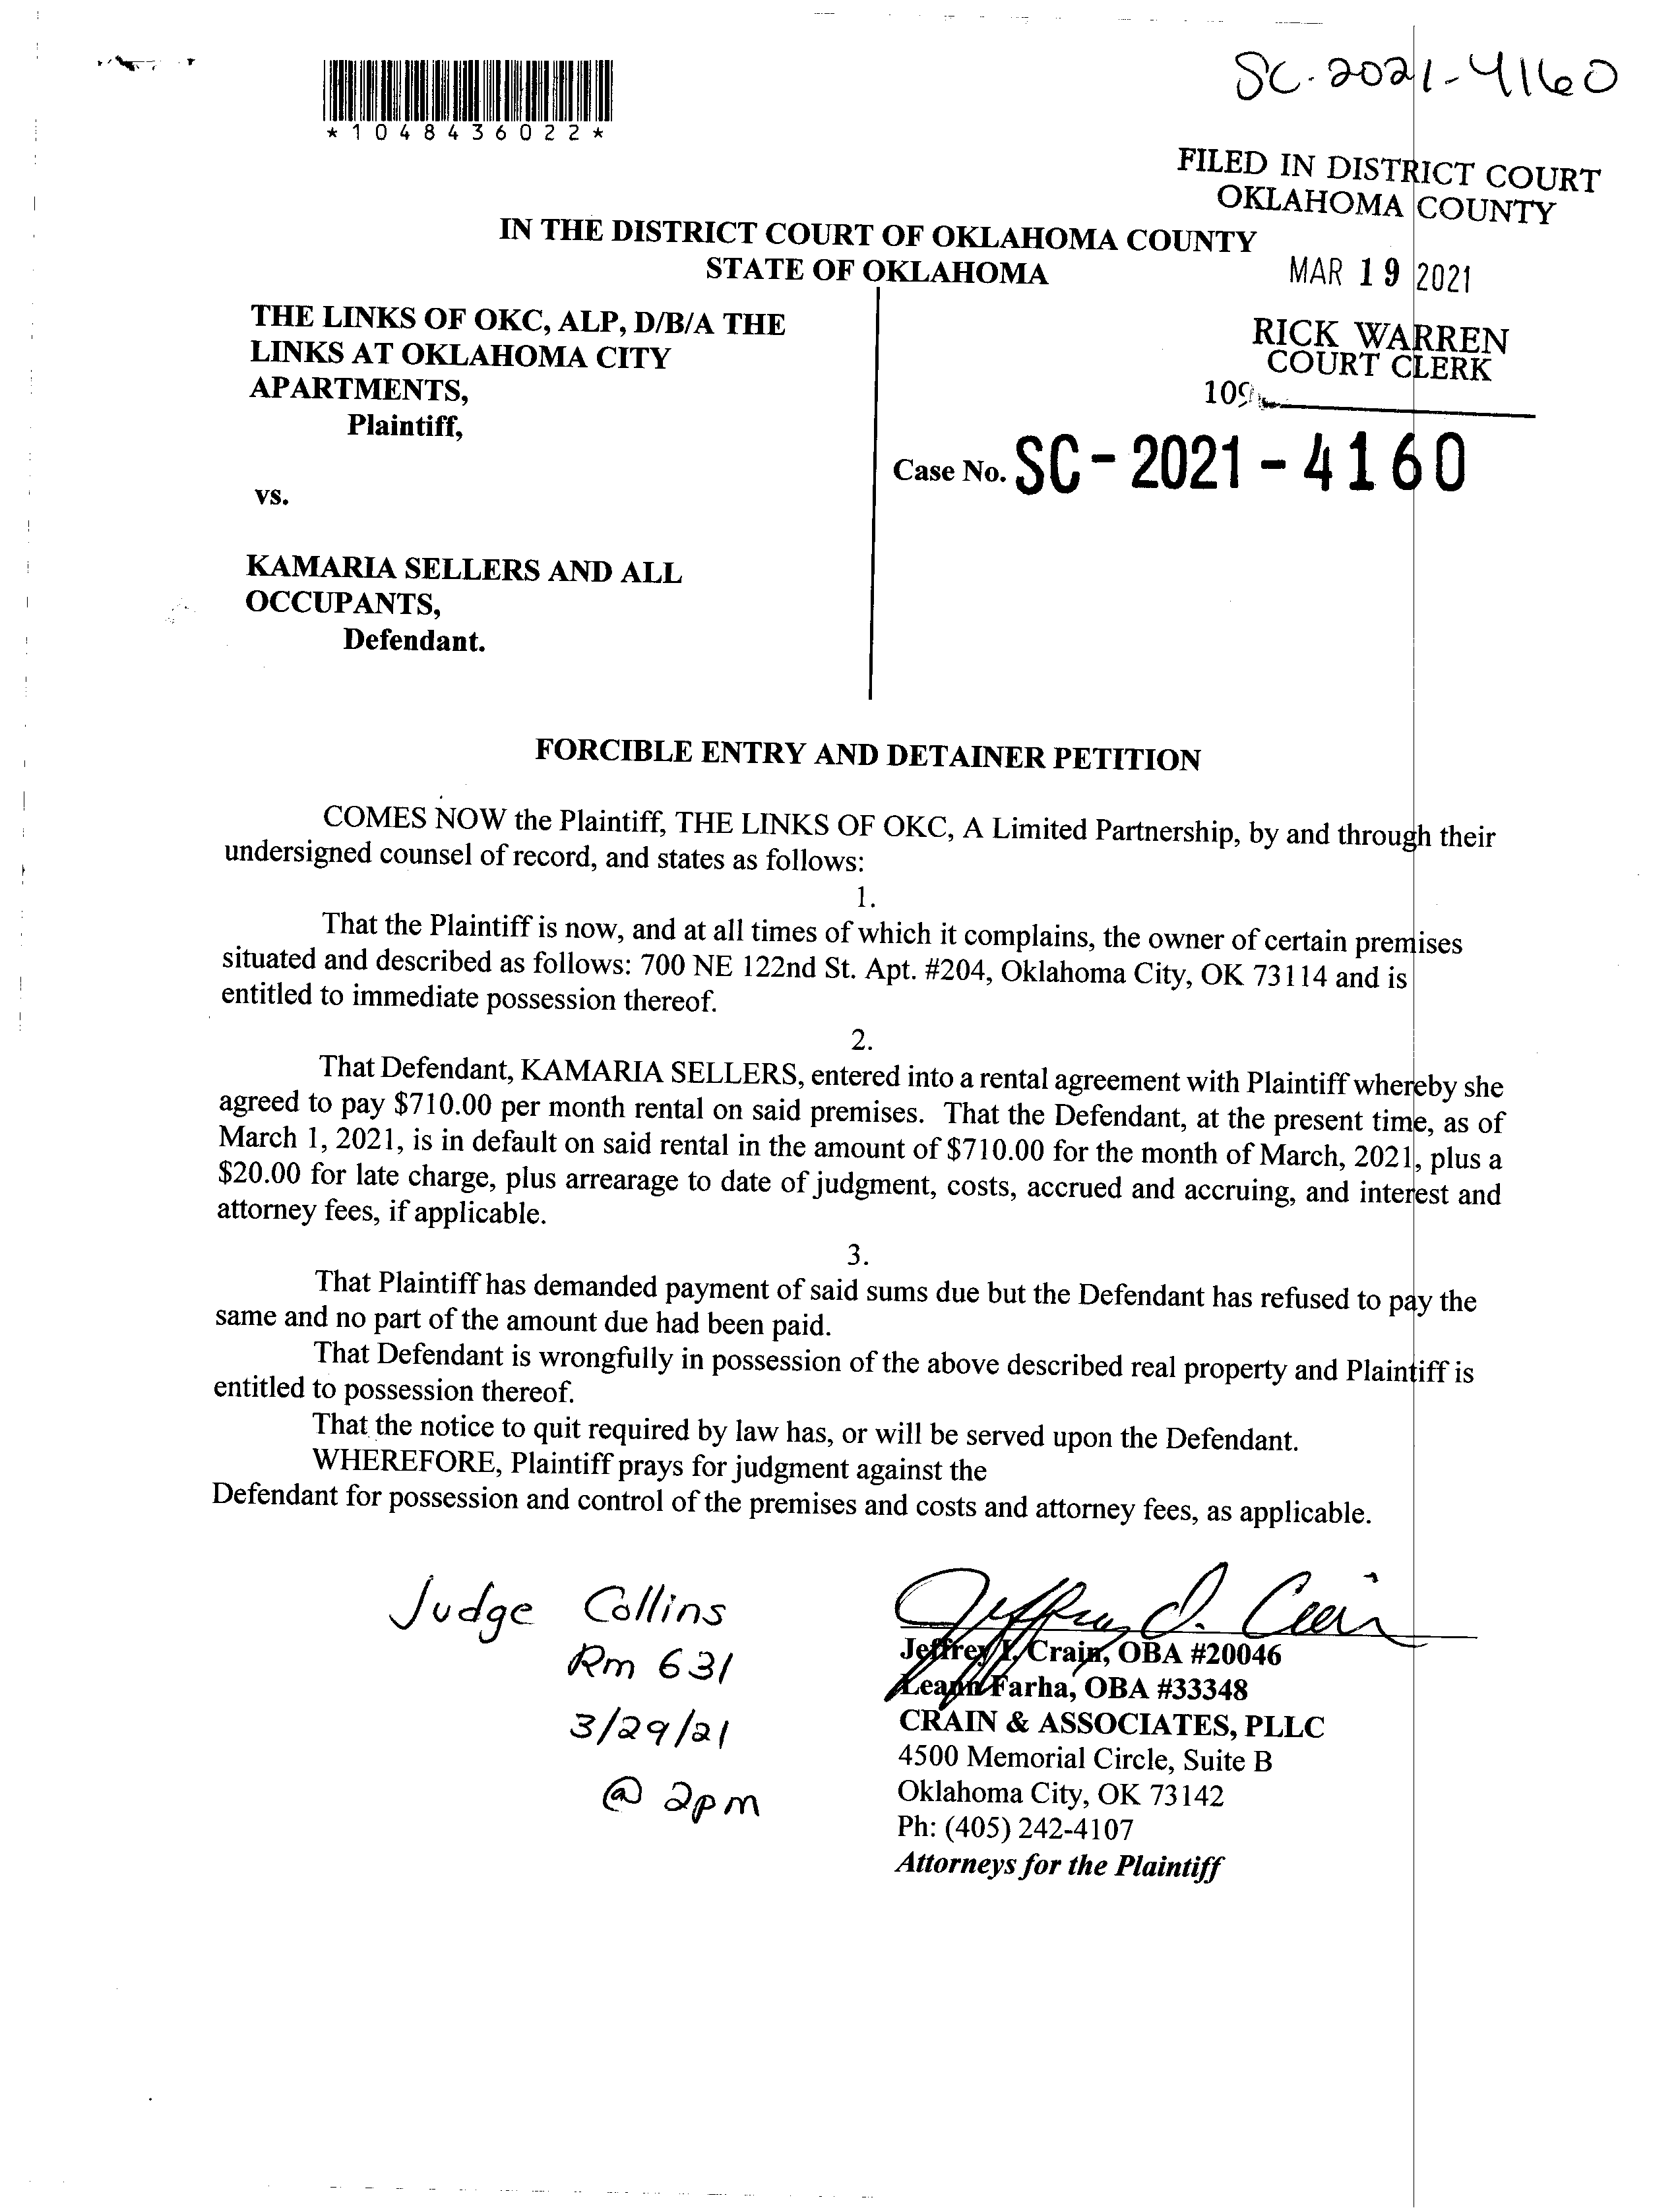 SC-2021-4160
*1048436022*
FILED IN DISTRICT COURT
OKLAHOMA COUNTY
IN THE DISTRICT COURT OF OKLAHOMA COUNTY
STATE OF OKLAHOMA
MAR 19 2021
THE LINKS OF OKC, ALP, D/B/A THE
LINKS AT OKLAHOMA CITY
APARTMENTS,
Plaintiff,
RICK WARREN
COURT CLERK
109
Case No. SC-2021-4160
vs.
KAMARIA SELLERS AND ALL
OCCUPANTS,
Defendant.
FORCIBLE ENTRY AND DETAINER PETITION
COMES NOW the Plaintiff, THE LINKS OF OKC, A Limited Partnership, by and through their
undersigned counsel of record, and states as follows:
1.
That the Plaintiff is now, and at all times of which it complains, the owner of certain premises
situated and described as follows: 700 NE 122nd St. Apt. #204, Oklahoma City, OK 73114 and is
entitled to immediate possession thereof.
2.
That Defendant, KAMARIA SELLERS, entered into a rental agreement with Plaintiff whereby she
agreed to pay $710.00 per month rental on said premises. That the Defendant, at the present time, as of
March 1, 2021, is in default on said rental in the amount of $710.00 for the month of March, 2021, plus a
$20.00 for late charge, plus arrearage to date of judgment, costs, accrued and accruing, and interest and
attorney fees, if applicable.
3.
That Plaintiff has demanded payment of said sums due but the Defendant has refused to pay the
same and no part of the amount due had been paid.
That Defendant is wrongfully in possession of the above described real property and Plaintiff is
entitled to possession thereof.
That the notice to quit required by law has, or will be served upon the Defendant.
WHEREFORE, Plaintiff prays for judgment against the
Defendant for possession and control of the premises and costs and attorney fees, as applicable.
Judge Collins
Rm 631
3/29/21
@ 2pm
Jeffrey I. Crain, OBA #20046
Leann Farha, OBA #33348
CRAIN & ASSOCIATES, PLLC
4500 Memorial Circle, Suite B
Oklahoma City, OK 73142
Ph: (405) 242-4107
Attorneys for the Plaintiff